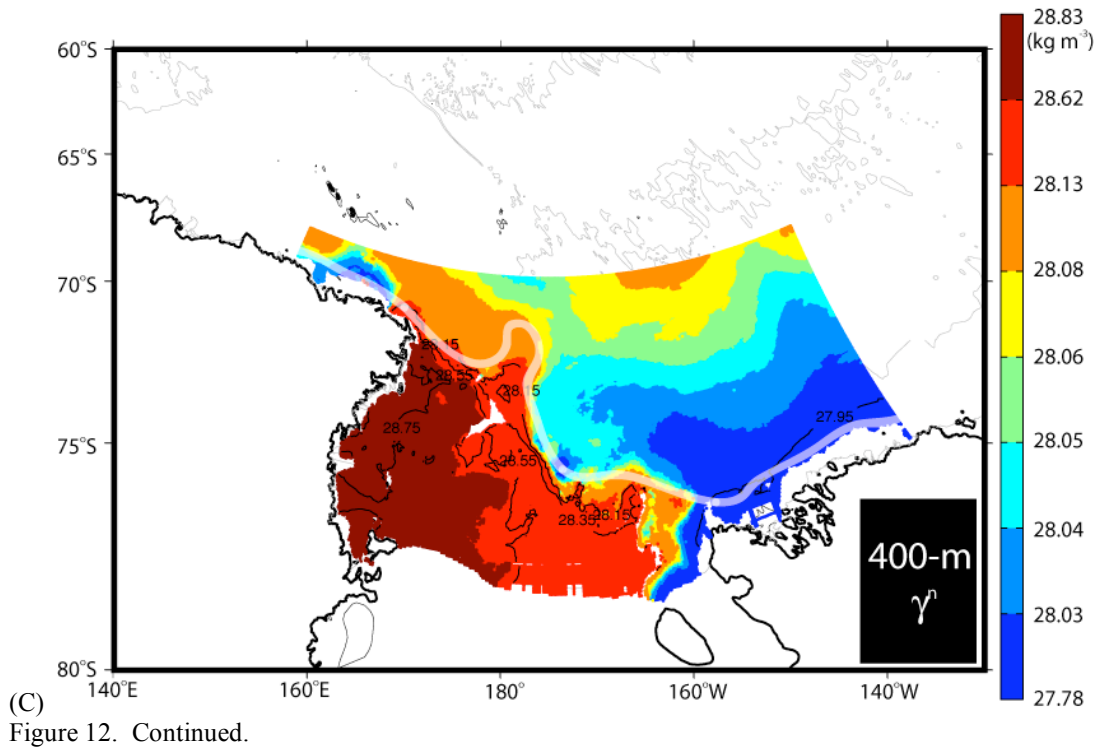 28.83
(kg m⁻³)
60°S
28.62
65°S
28.13
70°S
28.08
28.15
28.06
28.55
28.15
27.95
28.75
75°S
28.05
28.55
28.35
28.15
28.04
400-m
γⁿ
28.03
80°S
27.78
140°E
160°E
180°
160°W
140°W
(C)
Figure 12. Continued.